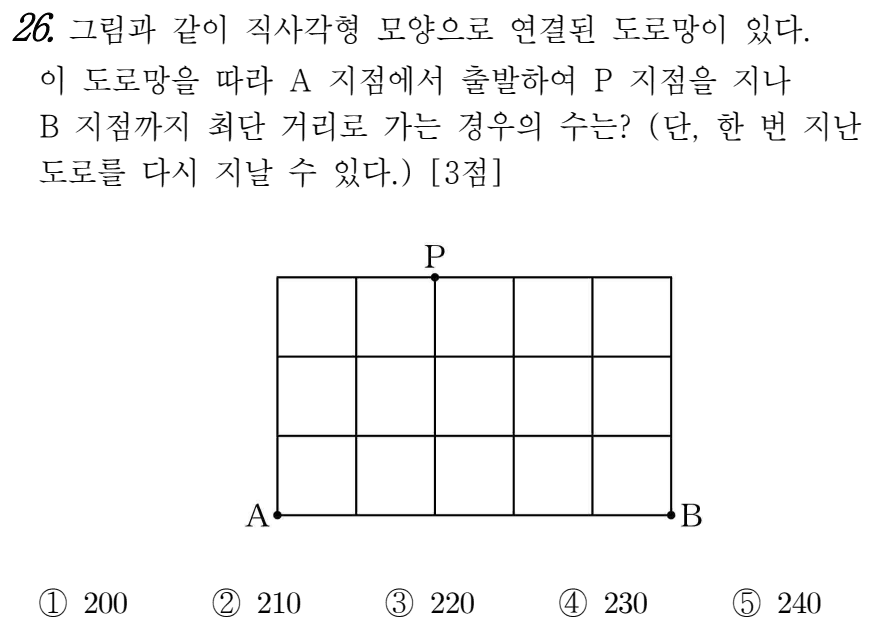 26. 그림과 같이 직사각형 모양으로 연결된 도로망이 있다.
이 도로망을 따라 A 지점에서 출발하여 P 지점을 지나
B 지점까지 최단 거리로 가는 경우의 수는? (단, 한 번 지난
도로를 다시 지날 수 있다.) [3점]
P
A
B
① 200 ② 210 ③ 220 ④ 230 ⑤ 240